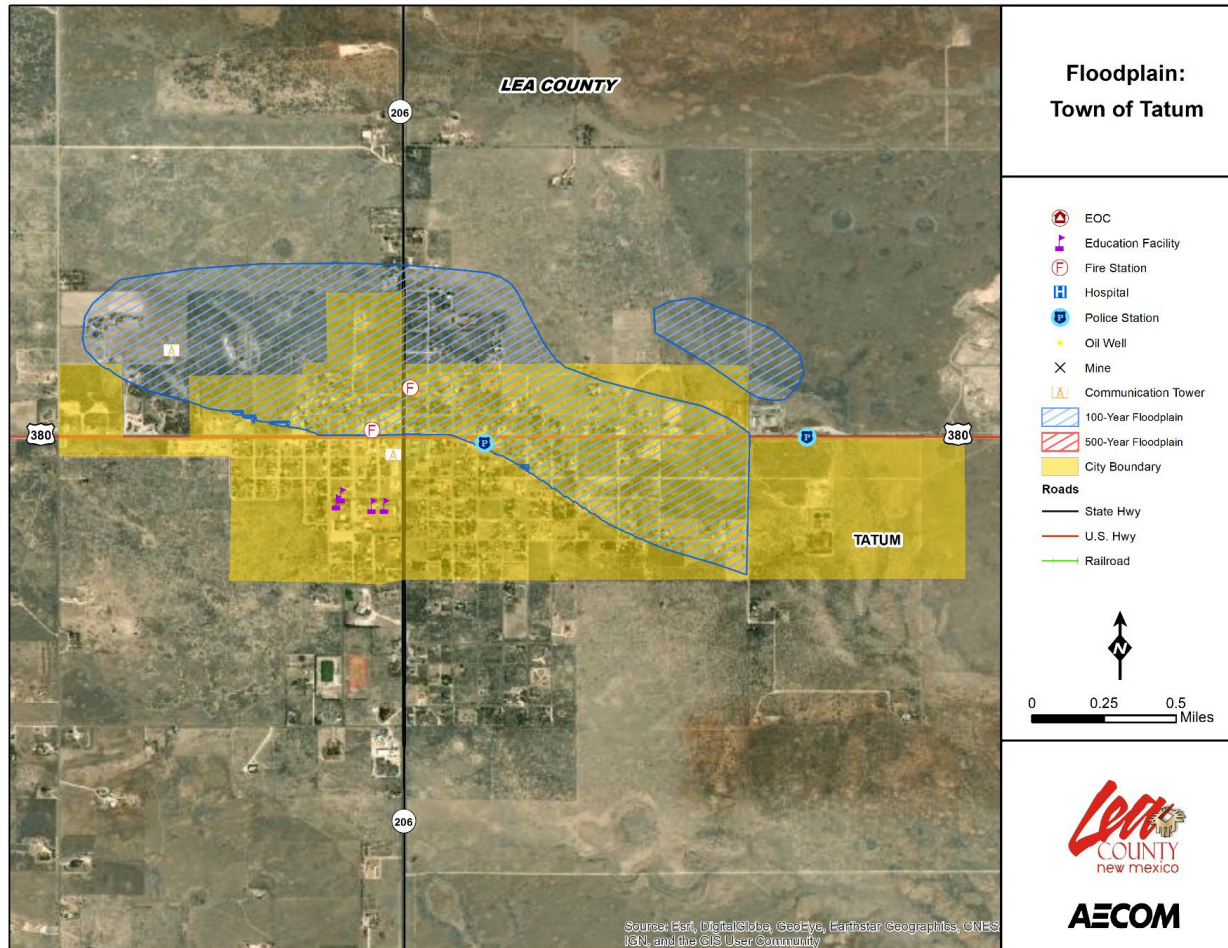 LEA COUNTY
206
380
F
F
P
P
380
TATUM
206
Source: Esri, DigitalGlobe, GeoEye, Earthstar Geographics, CNES
IGN, and the GIS User Community
Floodplain:
Town of Tatum
EOC
Education Facility
F Fire Station
H Hospital
P Police Station
Oil Well
Mine
Communication Tower
100-Year Floodplain
500-Year Floodplain
City Boundary
Roads
State Hwy
U.S. Hwy
Railroad
N
0 0.25 0.5
Miles
Lea
COUNTY
new mexico
AECOM